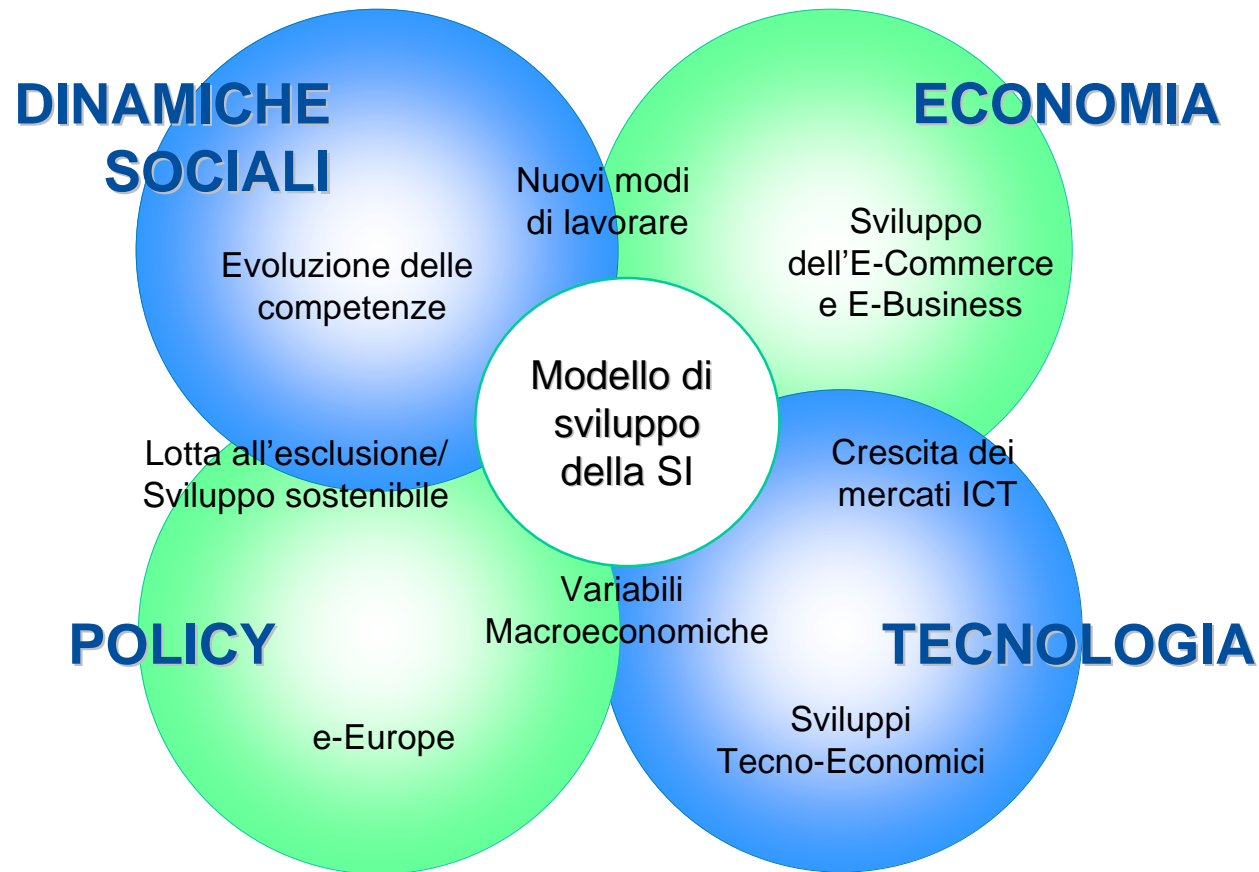 DINAMICHE
SOCIALI
ECONOMIA
Nuovi modi
di lavorare
Sviluppo
dell'E-Commerce
e E-Business
Evoluzione delle
competenze
Modello di
sviluppo
della SI
Lotta all'esclusione/
Sviluppo sostenibile
Crescita dei
mercati ICT
Variabili
Macroeconomiche
POLICY
TECNOLOGIA
e-Europe
Sviluppi
Tecno-Economici